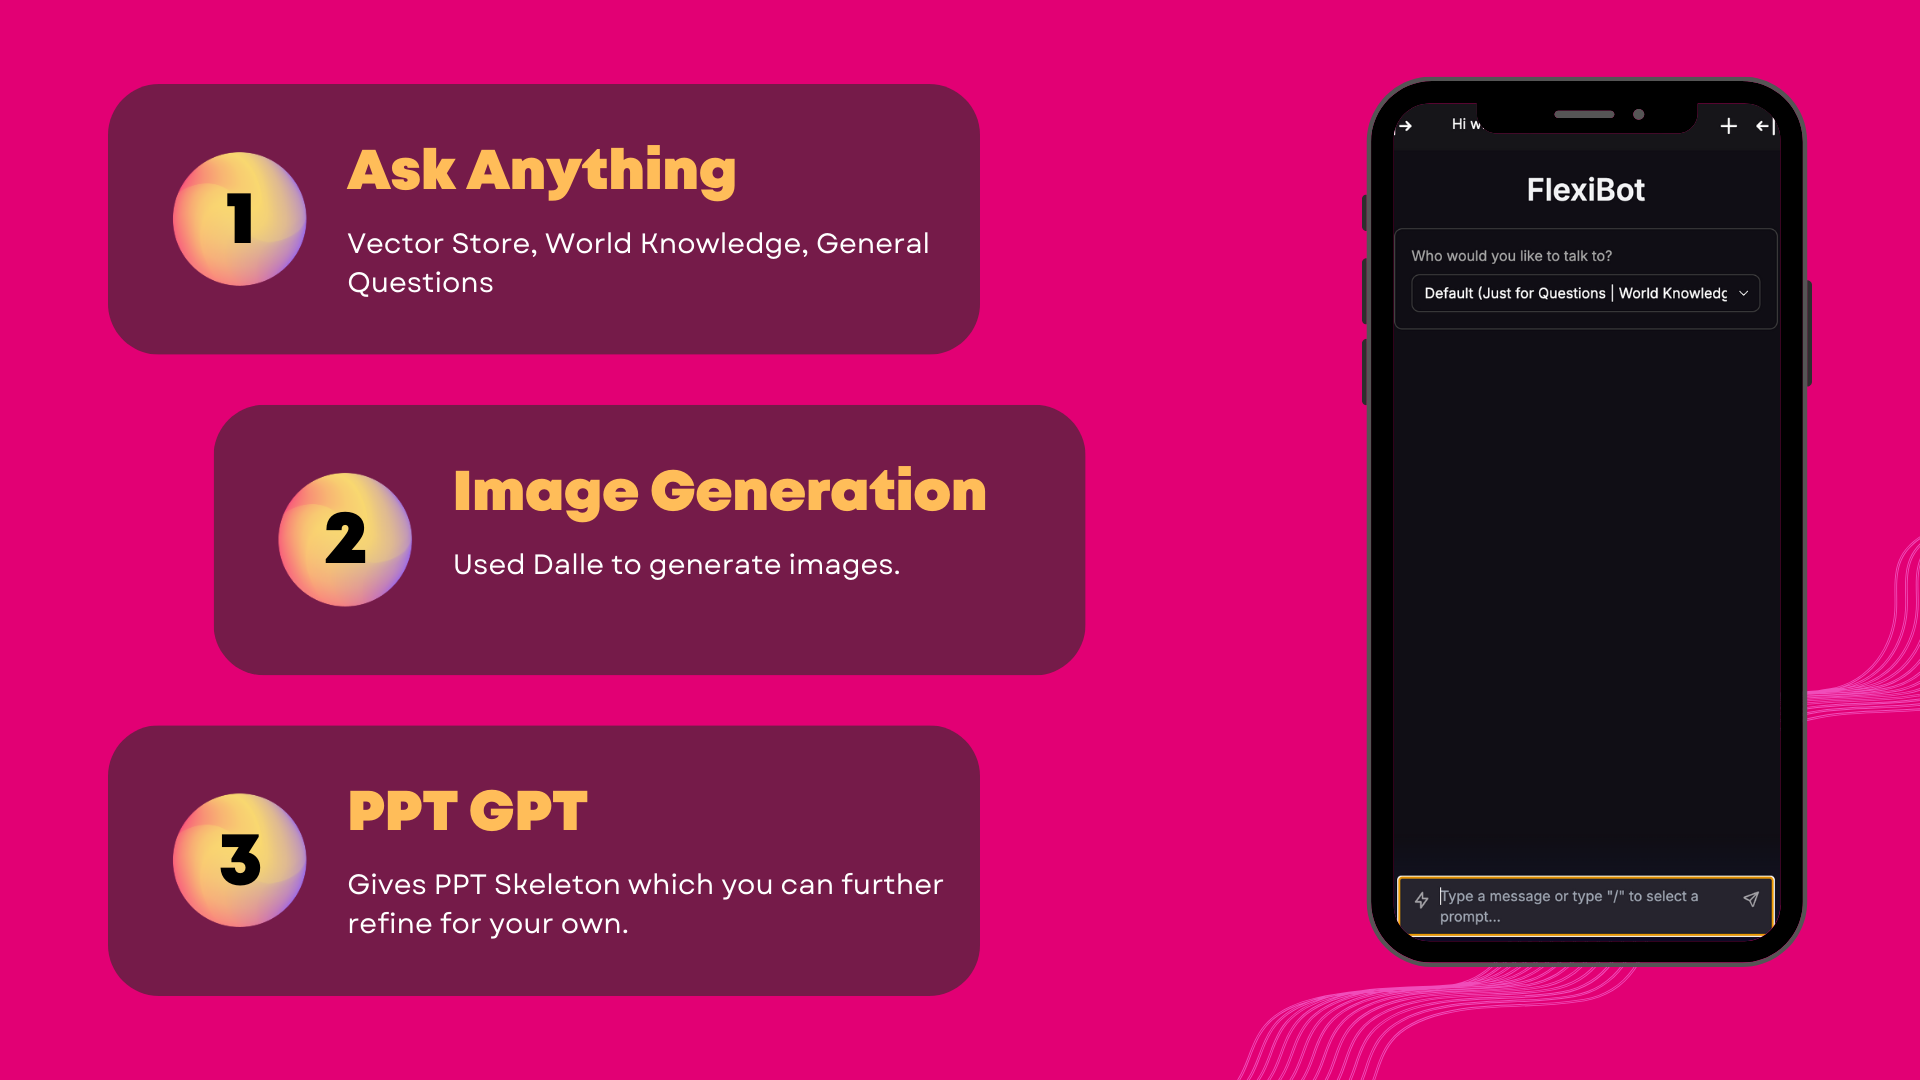 1
Ask Anything
Vector Store, World Knowledge, General
Questions
2
Image Generation
Used Dalle to generate images.
3
PPT GPT
Gives PPT Skeleton which you can further
refine for your own.
Hi w
FlexiBot
Who would you like to talk to?
Default (Just for Questions | World Knowledg
Type a message or type "/" to select a
prompt...